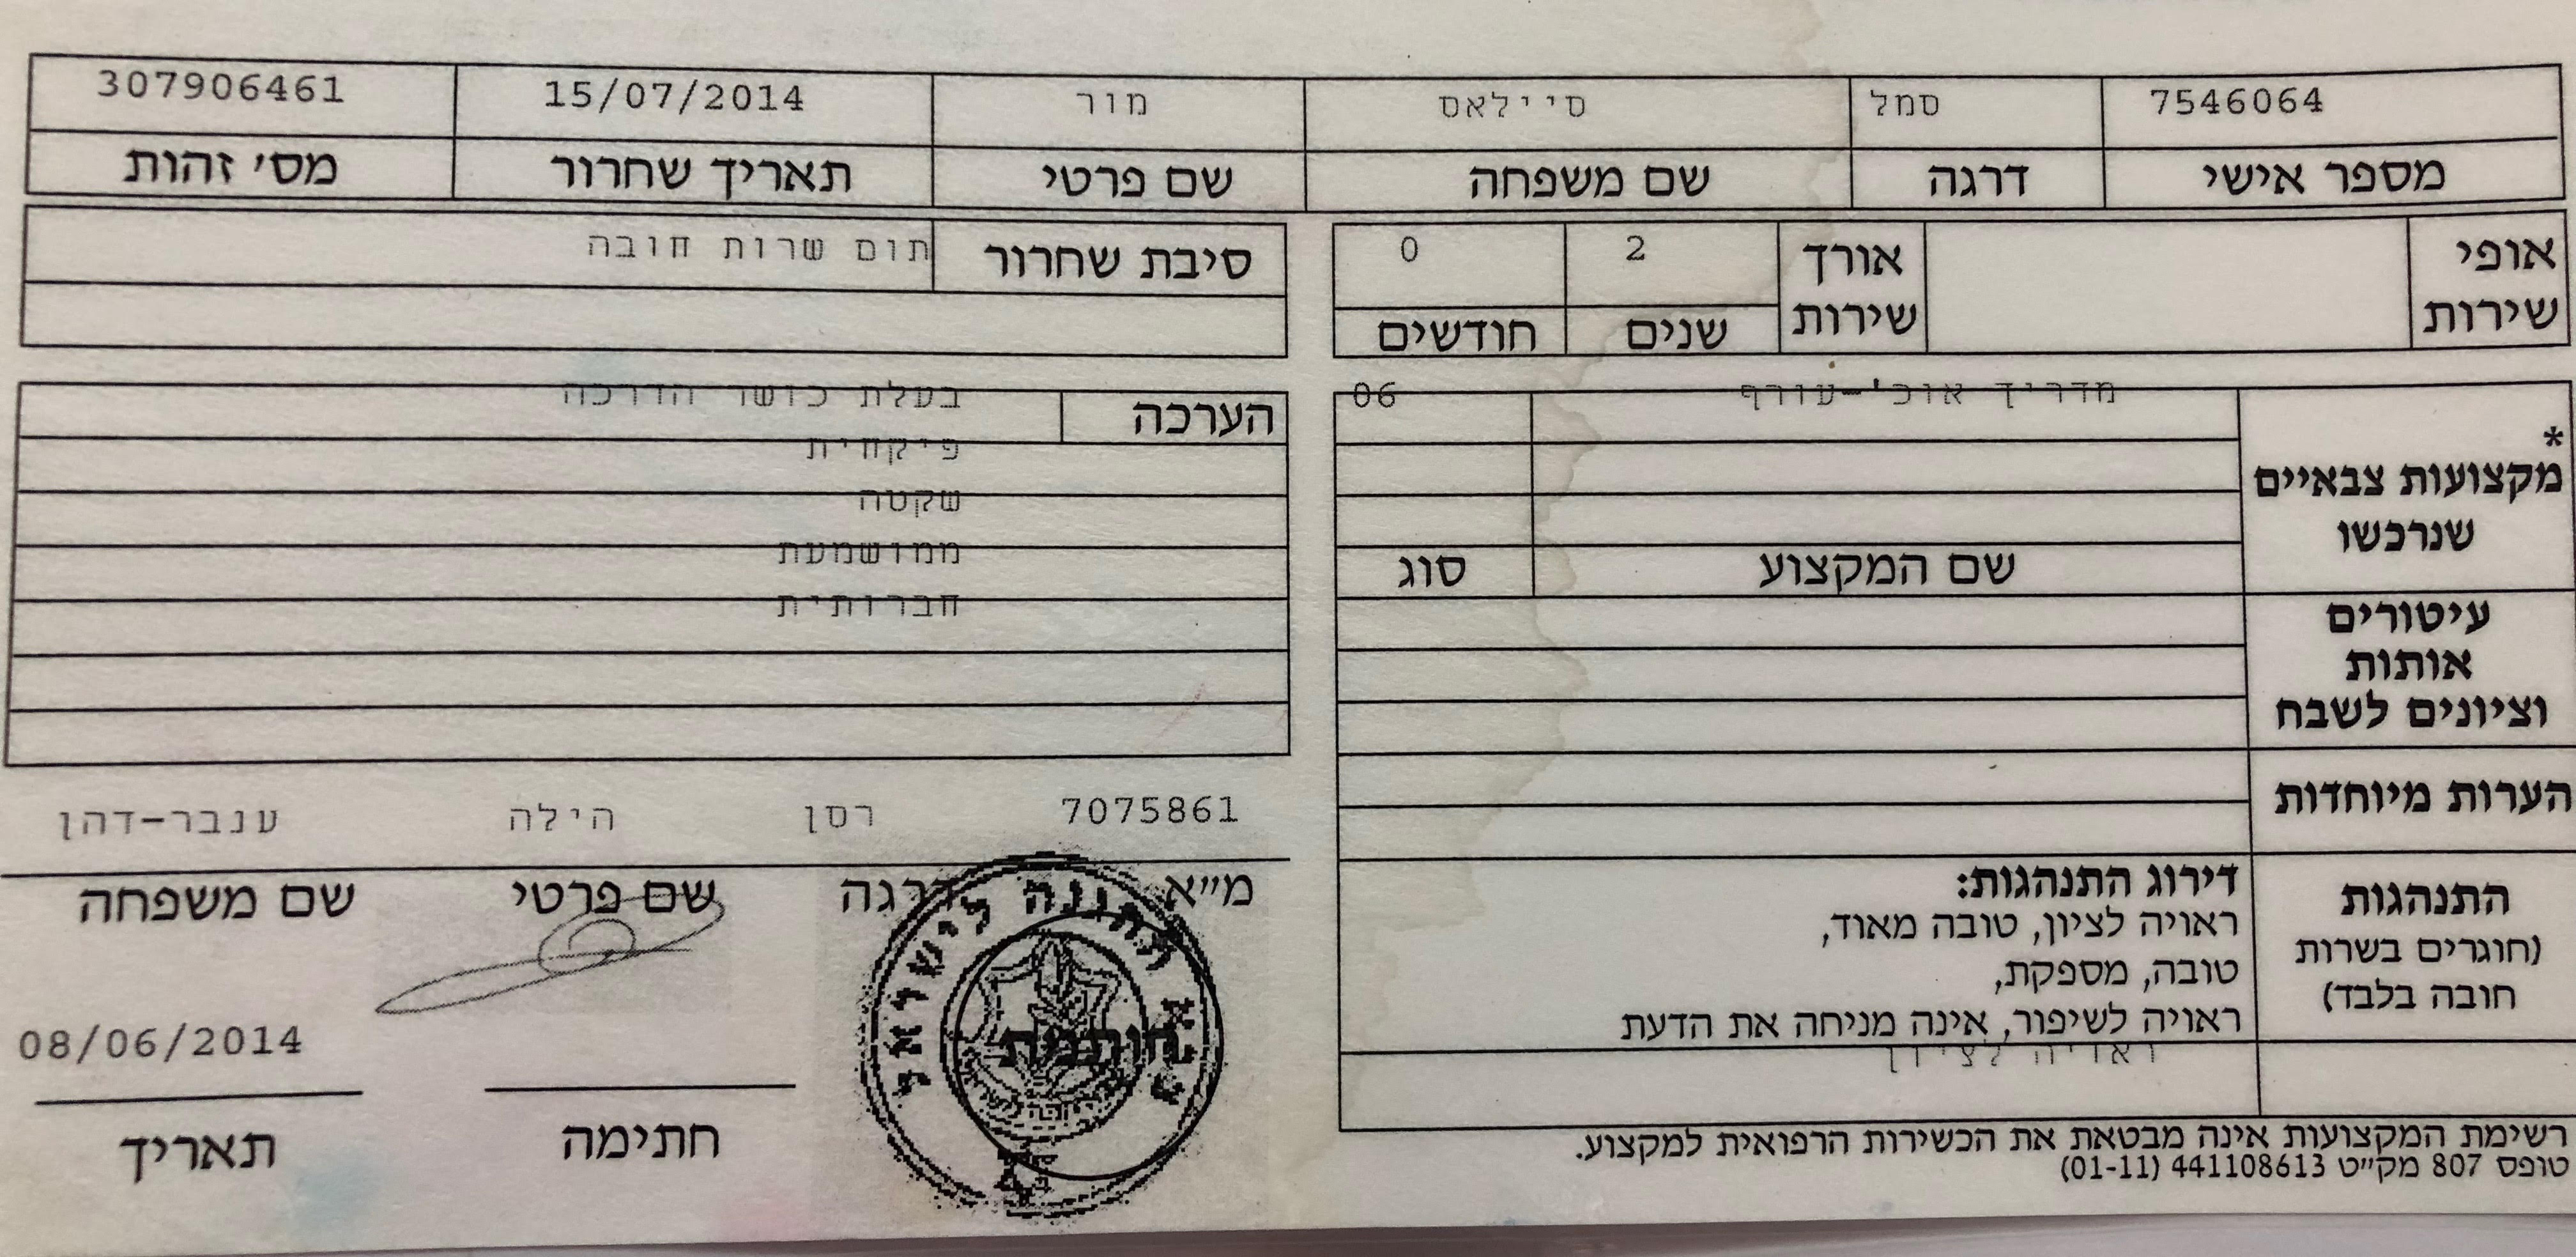 7546064 סמל סיילאס מור 15/07/2014 307906461
מספר אישי דרגה שם משפחה שם פרטי תאריך שחרור מס׳ זהות
אופי שירות
אורך שירות
2 0
שנים חודשים
סיבת שחרור תום שרות חובה
*
מקצועות צבאיים
שנרכשו
מדריך אוכ'-עורף 06
שם המקצוע סוג
עיטורים
אותות
וציונים לשבח
הערות מיוחדות
התנהגות
(חוגרים בשרות
חובה בלבד)
דירוג התנהגות:
ראויה לציון, טובה מאוד,
טובה, מספקת,
ראויה לשיפור, אינה מניחה את הדעת
ראויה לציון
רשימת המקצועות אינה מבטאת את הכשירות הרפואית למקצוע.
טופס 807 מק״ט 441108613 (01-11)
הערכה בעלת כושר הדרכה
פיקחית
שקטה
ממושמעת
חברותית
7075861 רסן הילה ענבר-דהן
מ״א דרגה שם פרטי שם משפחה
צבא ההגנה לישראל
חותמת
08/06/2014
חתימה תאריך